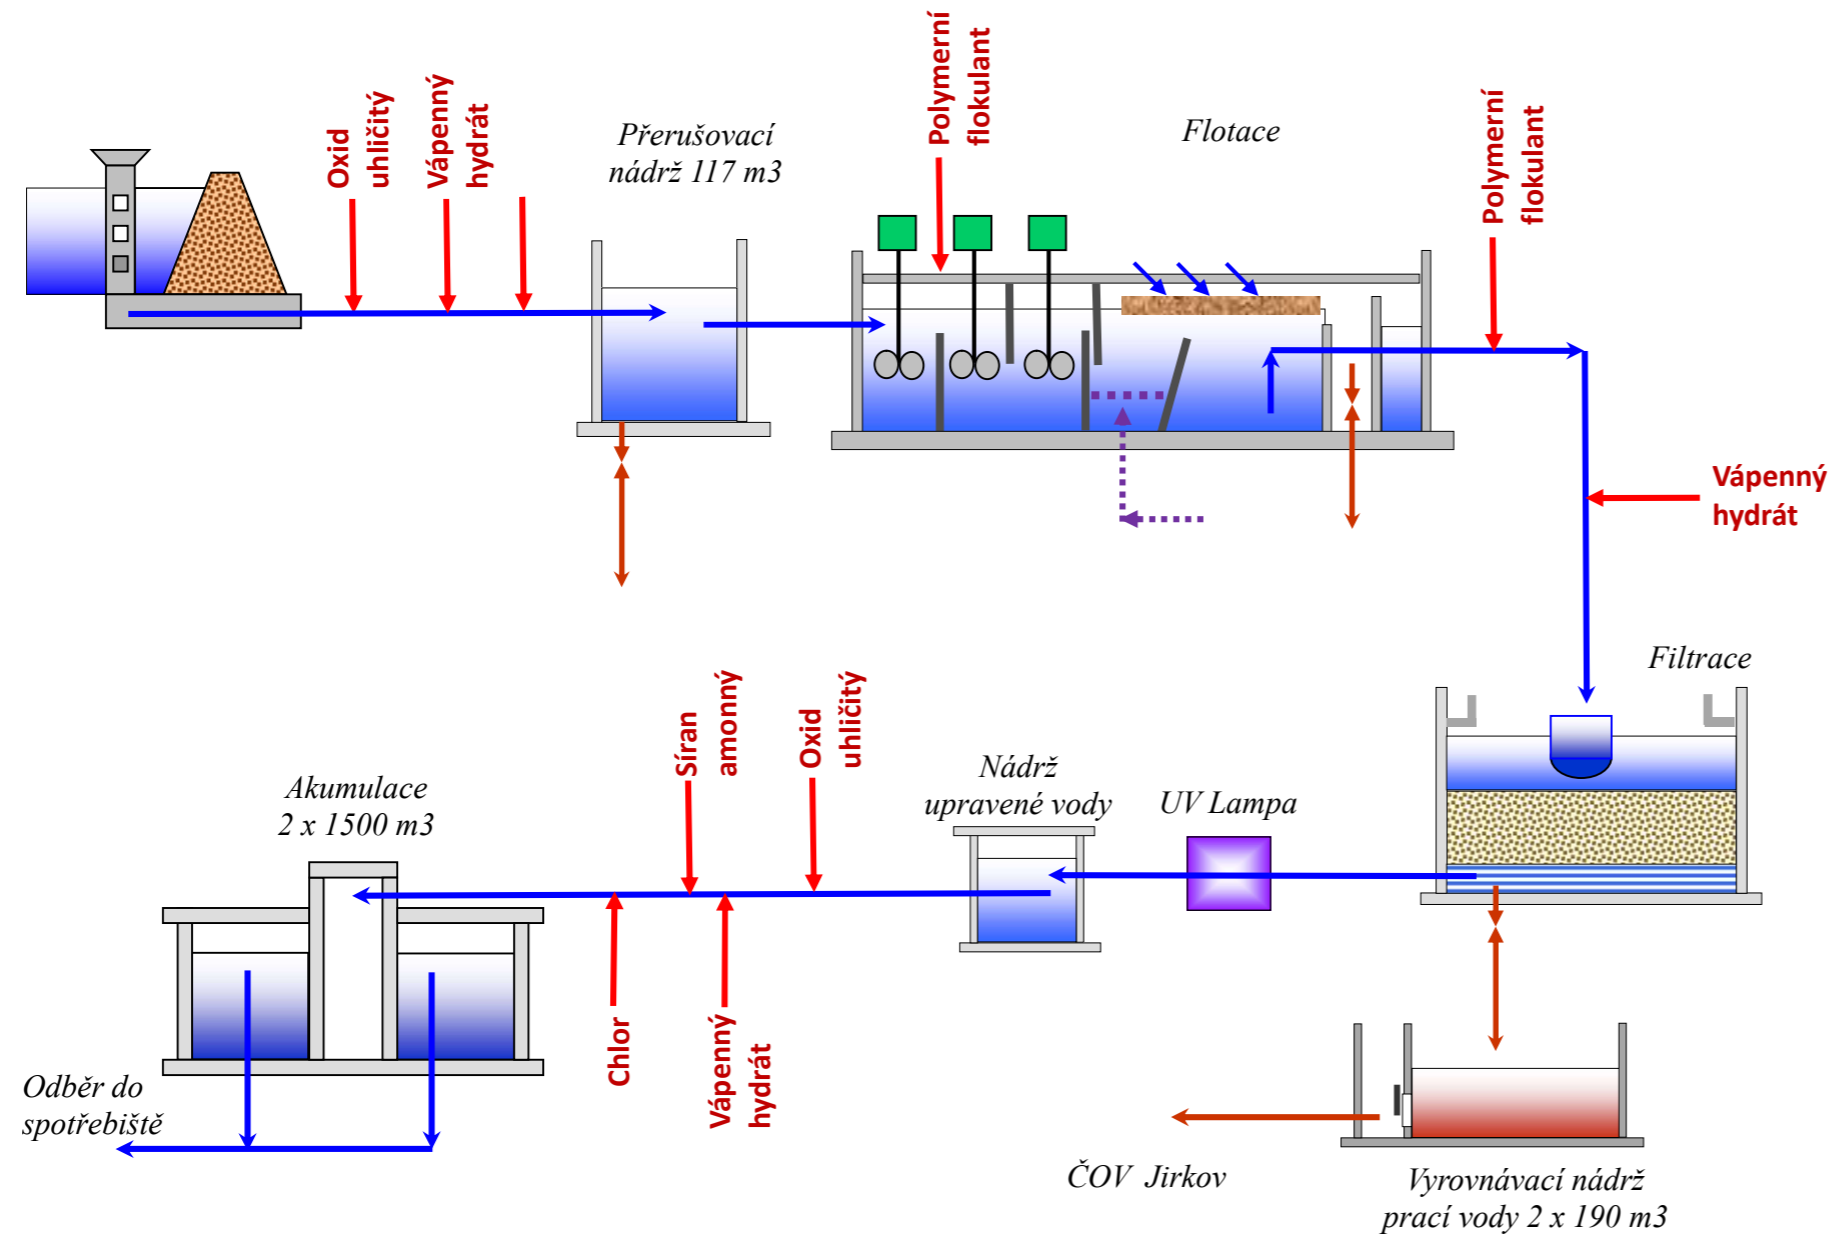 Oxid
uhličitý
Vápenný
hydrát
Přerušovací
nádrž 117 m3
Polymerní
flokulant
Flotace
Polymerní
flokulant
Vápenný
hydrát
Filtrace
UV Lampa
Nádrž
upravené vody
Oxid
uhličitý
Síran
amonný
Vápenný
hydrát
Chlor
Akumulace
2 x 1500 m3
Odběr do
spotřebiště
ČOV Jirkov
Vyrovnávací nádrž
prací vody 2 x 190 m3